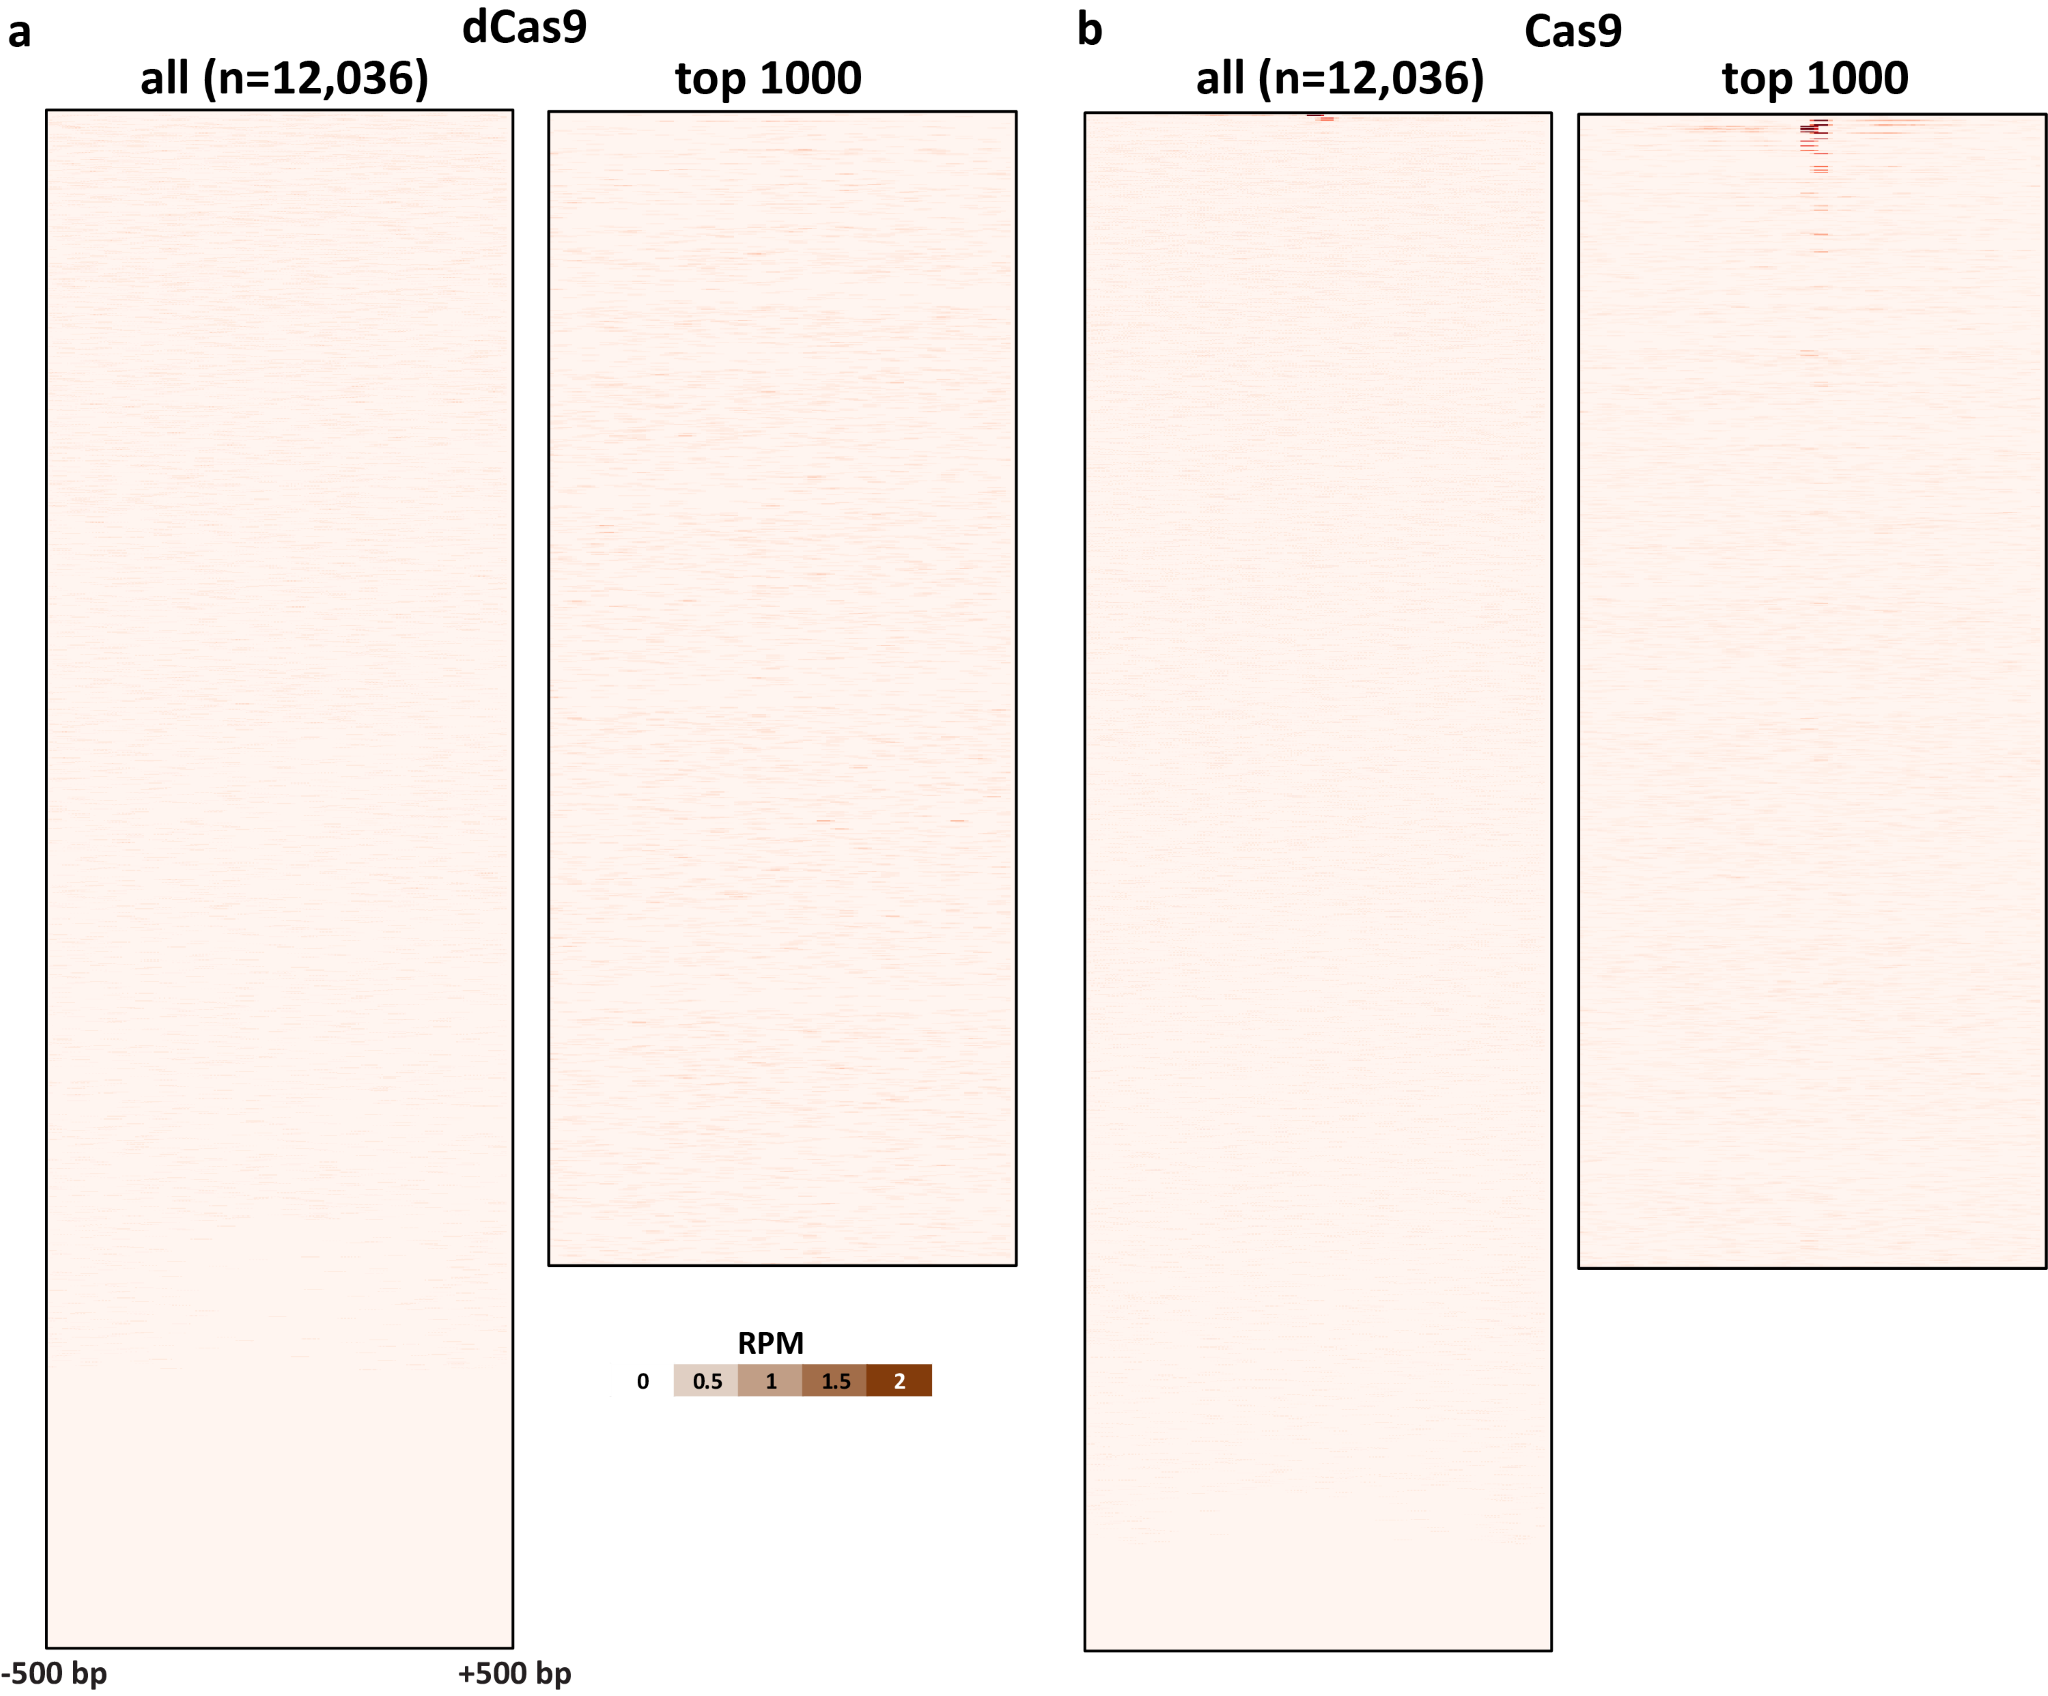 a
dCas9
all (n=12,036)
top 1000
b
Cas9
all (n=12,036)
top 1000
RPM
0 0.5 1 1.5 2
-500 bp
+500 bp